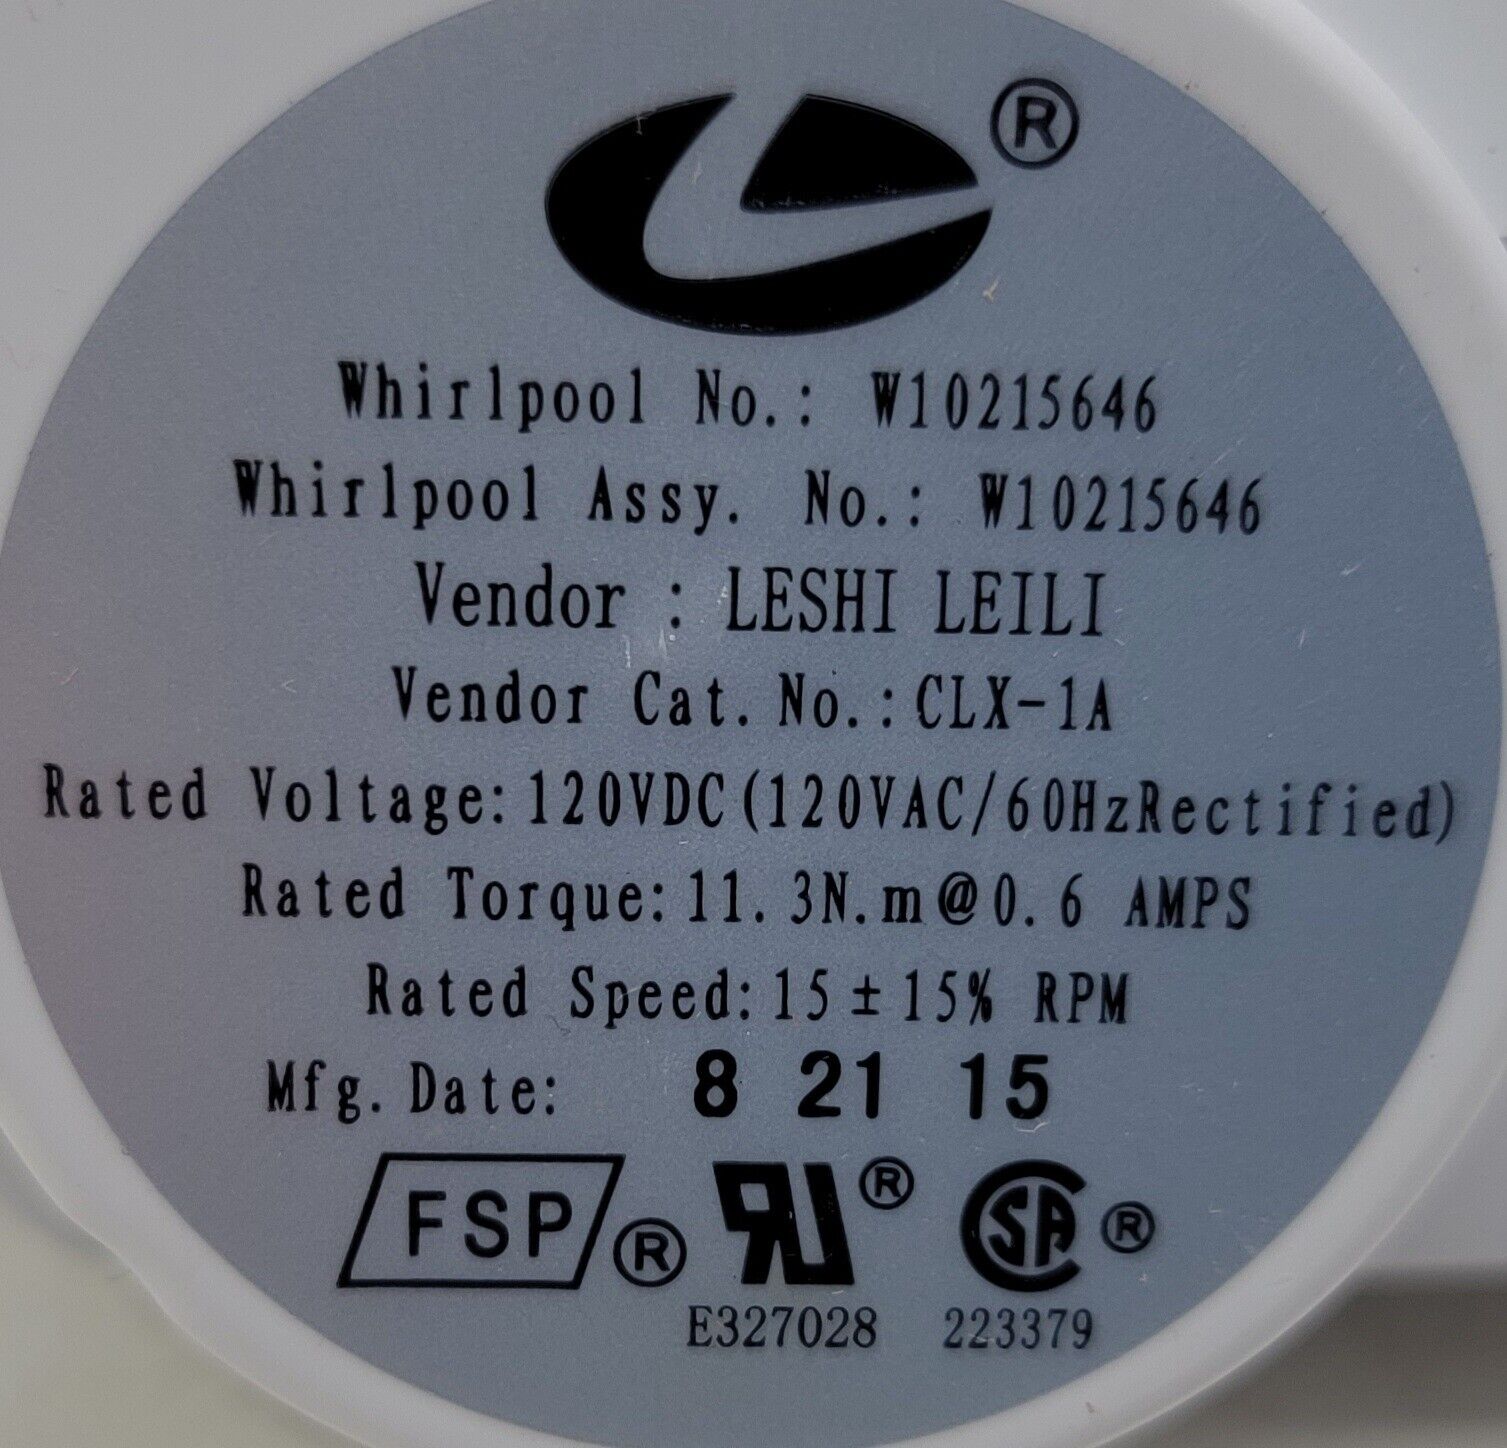 ®
Whirlpool No.: W10215646
Whirlpool Assy. No.: W10215646
Vendor : LESHI LEILI
Vendor Cat. No.: CLX-1A
Rated Voltage: 120VDC(120VAC/60HzRectified)
Rated Torque: 11.3N.m@0.6 AMPS
Rated Speed: 15±15% RPM
Mfg. Date: 8 21 15
FSP® RU® SA®
E327028 223379